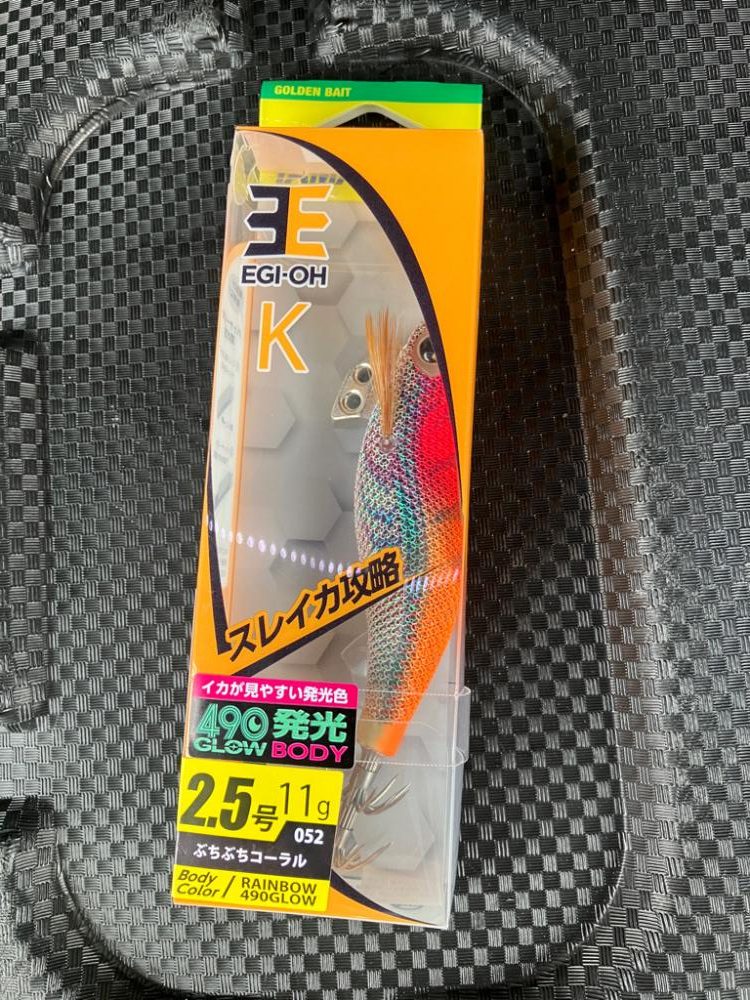 GOLDEN BAIT
EGI-OH
K
スレイカ攻略
イカが見やすい発光色
490 発光
GLOW BODY
2.5号 11g
052
ぶちぶちコーラル
Body Color / RAINBOW
490GLOW